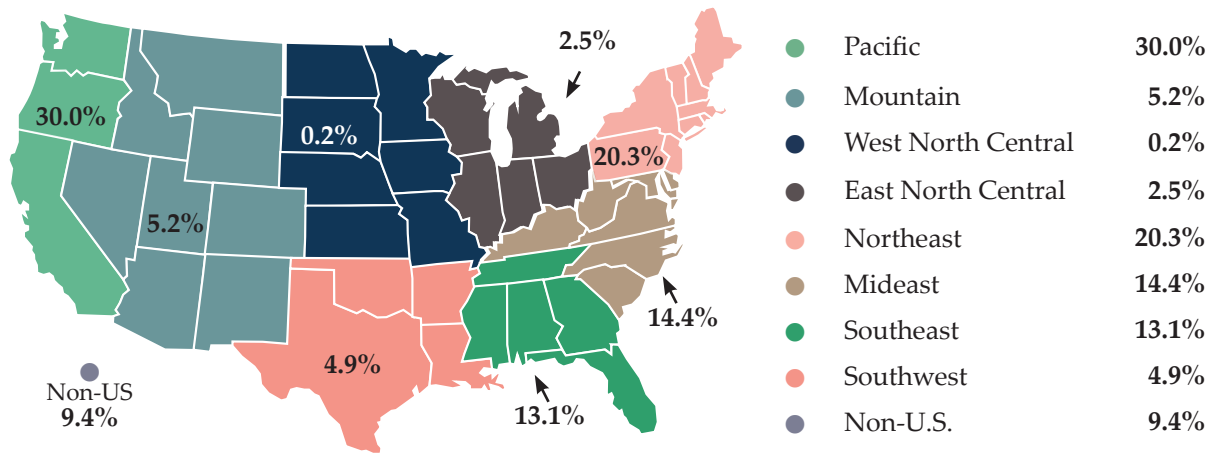 2.5%
30.0%
0.2%
20.3%
5.2%
14.4%
4.9%
Non-US
9.4%
13.1%
Pacific 30.0%
Mountain 5.2%
West North Central 0.2%
East North Central 2.5%
Northeast 20.3%
Mideast 14.4%
Southeast 13.1%
Southwest 4.9%
Non-U.S. 9.4%